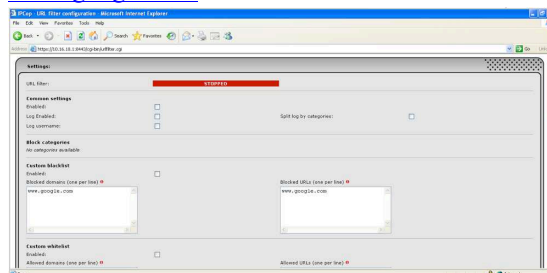 IPCop - URL filter configuration - Microsoft Internet Explorer
File Edit View Favorites Tools Help
Back Search Favorites
https://10.16.10.1:8443/cgi-bin/urlfilter.cgi Go
Settings:
URL filter: STOPPED
Common settings
Enabled:
Log Enabled: Split log by categories:
Log username:
Block categories
No categories available
Custom blacklist
Enabled:
Blocked domains (one per line) Blocked URLs (one per line)
www.google.com www.google.com
Custom whitelist
Enabled:
Allowed domains (one per line) Allowed URLs (one per line)